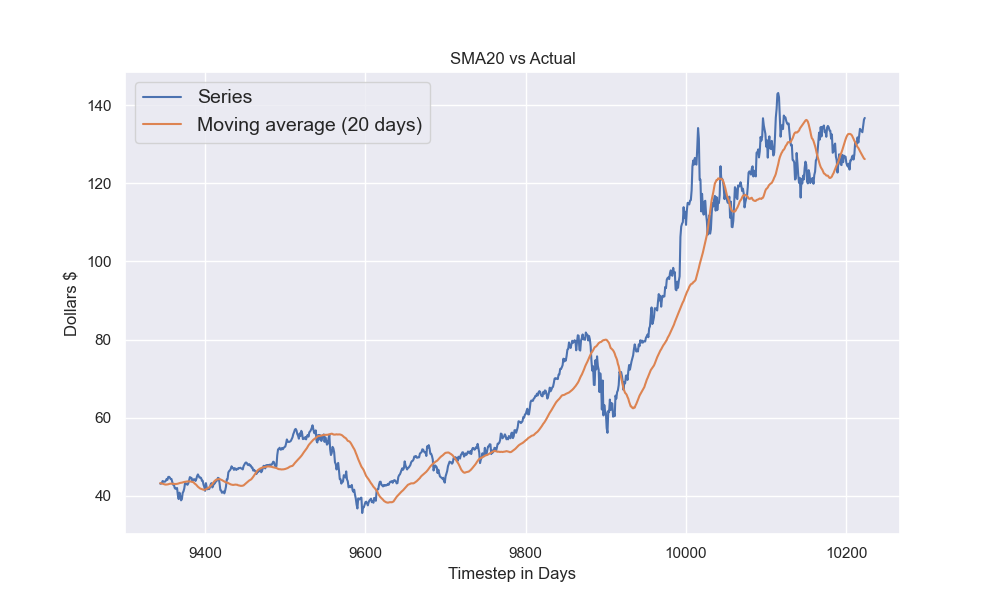 SMA20 vs Actual
Series
Moving average (20 days)
Dollars $
140
120
100
80
60
40
9400 9600 9800 10000 10200
Timestep in Days